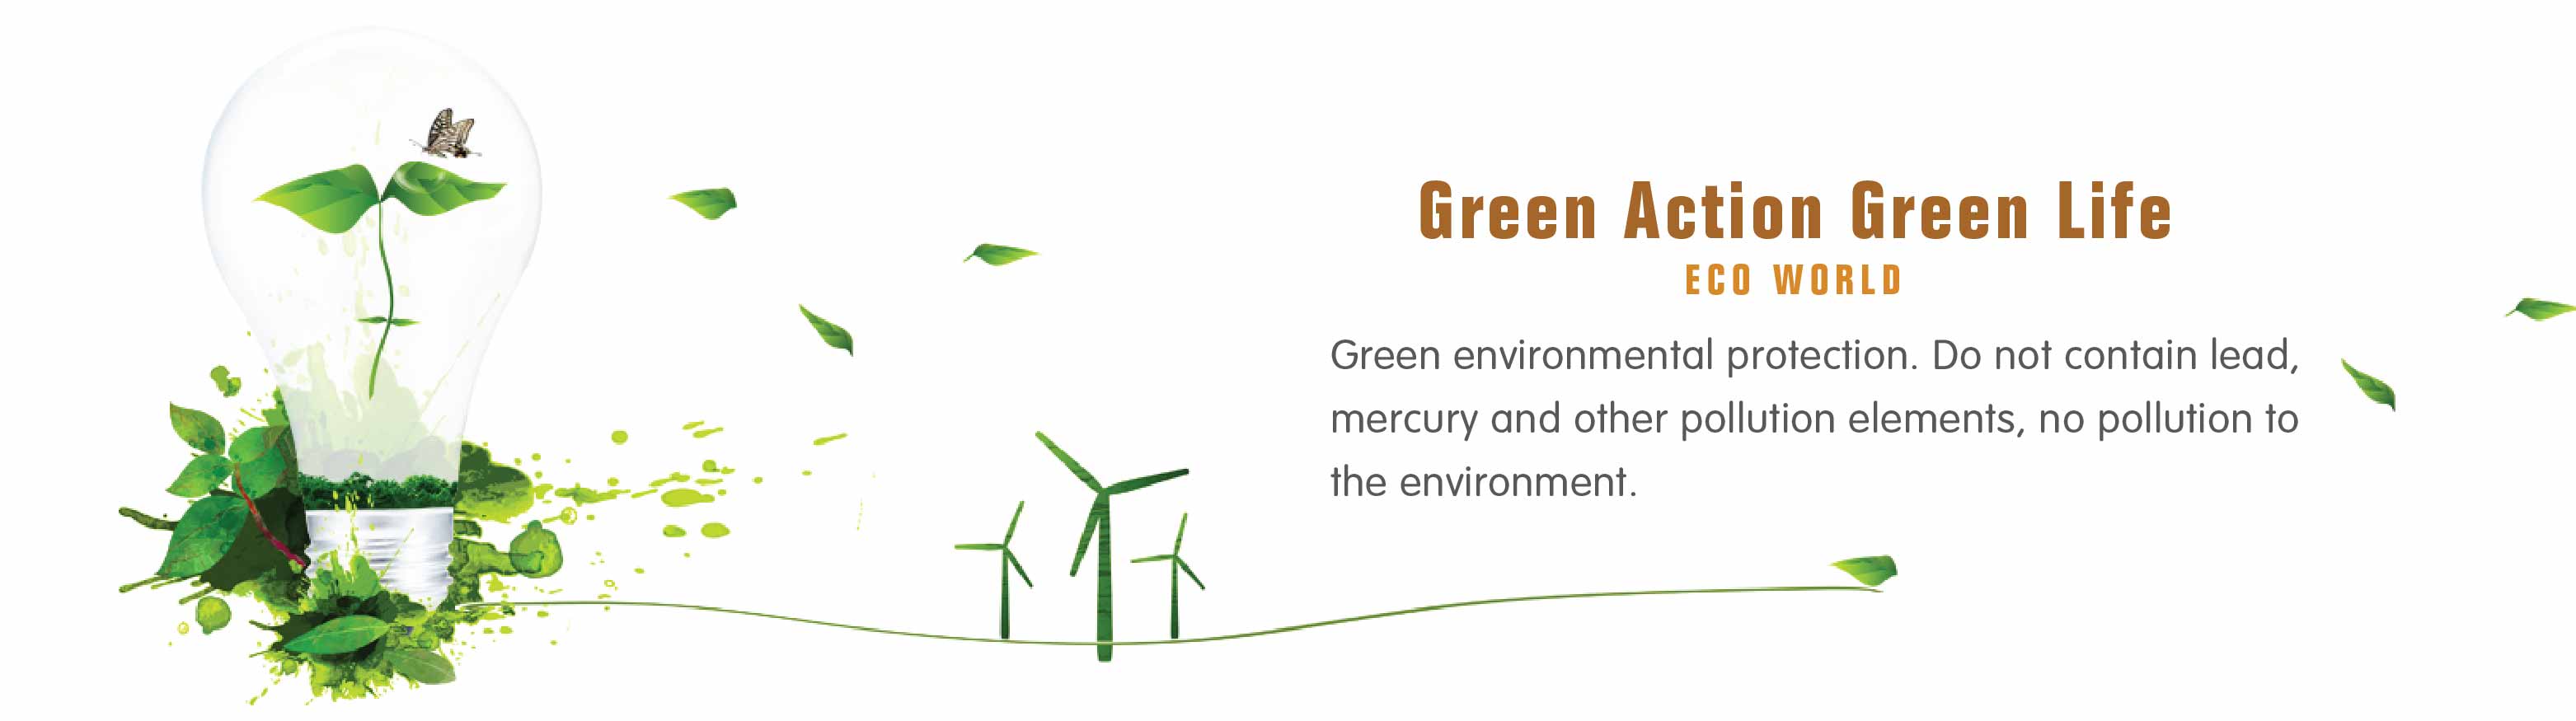 Green Action Green Life
ECO WORLD
Green environmental protection. Do not contain lead,
mercury and other pollution elements, no pollution to
the environment.